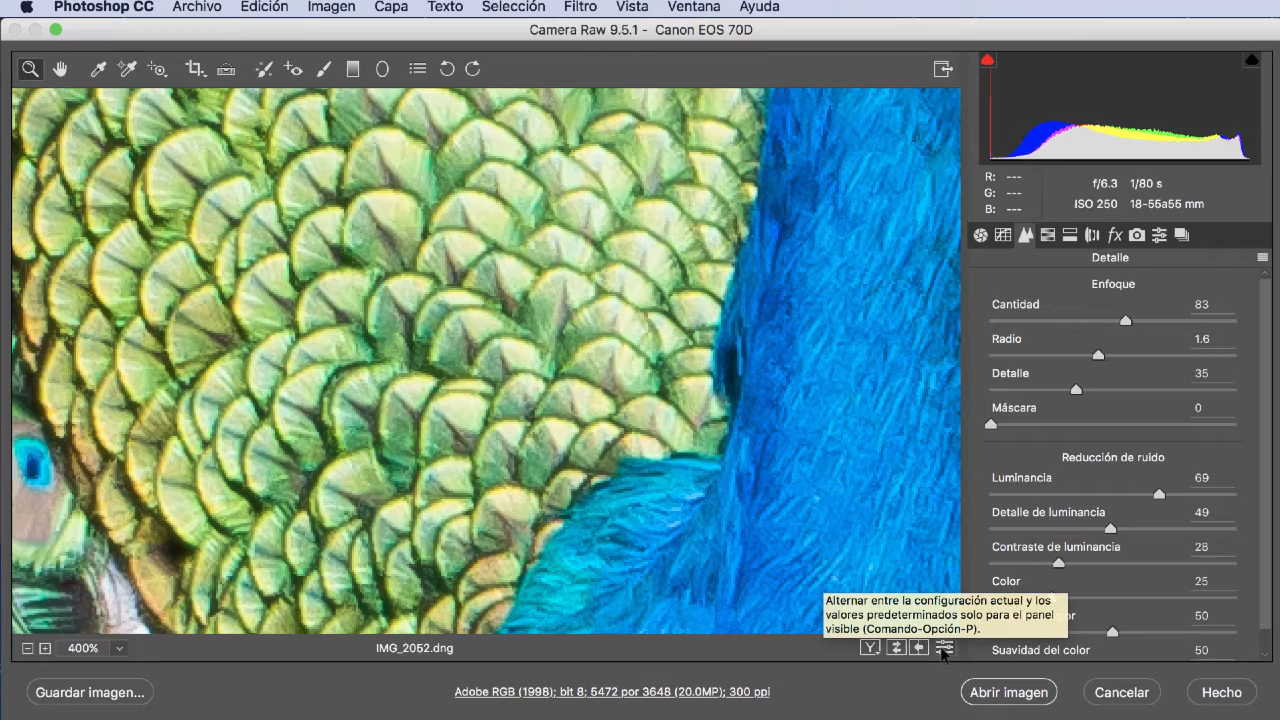 Photoshop CC Archivo Edición Imagen Capa Texto Selección Filtro Vista Ventana Ayuda
Camera Raw 9.5.1 - Canon EOS 70D
R: ---
G: ---
B: ---
f/6.3 1/80 s
ISO 250 18-55a55 mm
fx
Detalle
Enfoque
Cantidad 83
Radio 1.6
Detalle 35
Máscara 0
Reducción de ruido
Luminancia 69
Detalle de luminancia 49
Contraste de luminancia 28
Color 25
or 50
Suavidad del color 50
Alternar entre la configuración actual y los
valores predeterminados solo para el panel
visible (Comando-Opción-P).
400%
IMG_2052.dng
Y
Guardar imagen...
Adobe RGB (1998); bit 8; 5472 por 3648 (20.0MP); 300 ppi
Abrir imagen
Cancelar
Hecho